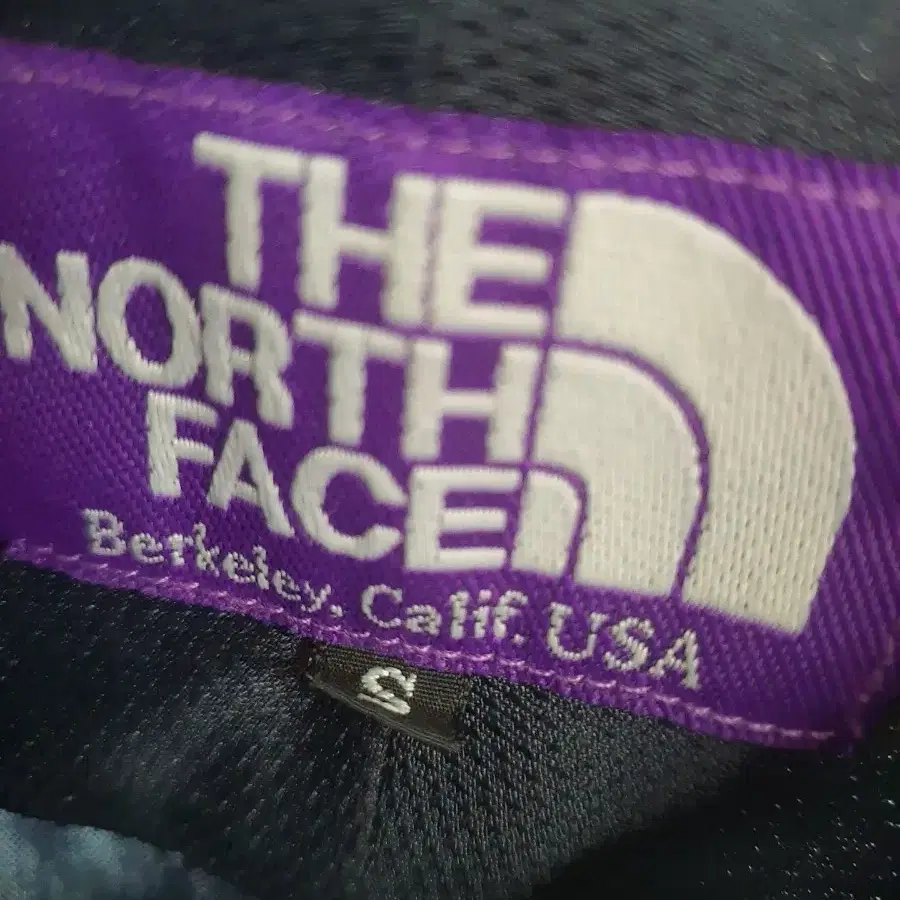 THE
NORTH
FACE
Berkeley, Calif. USA
S